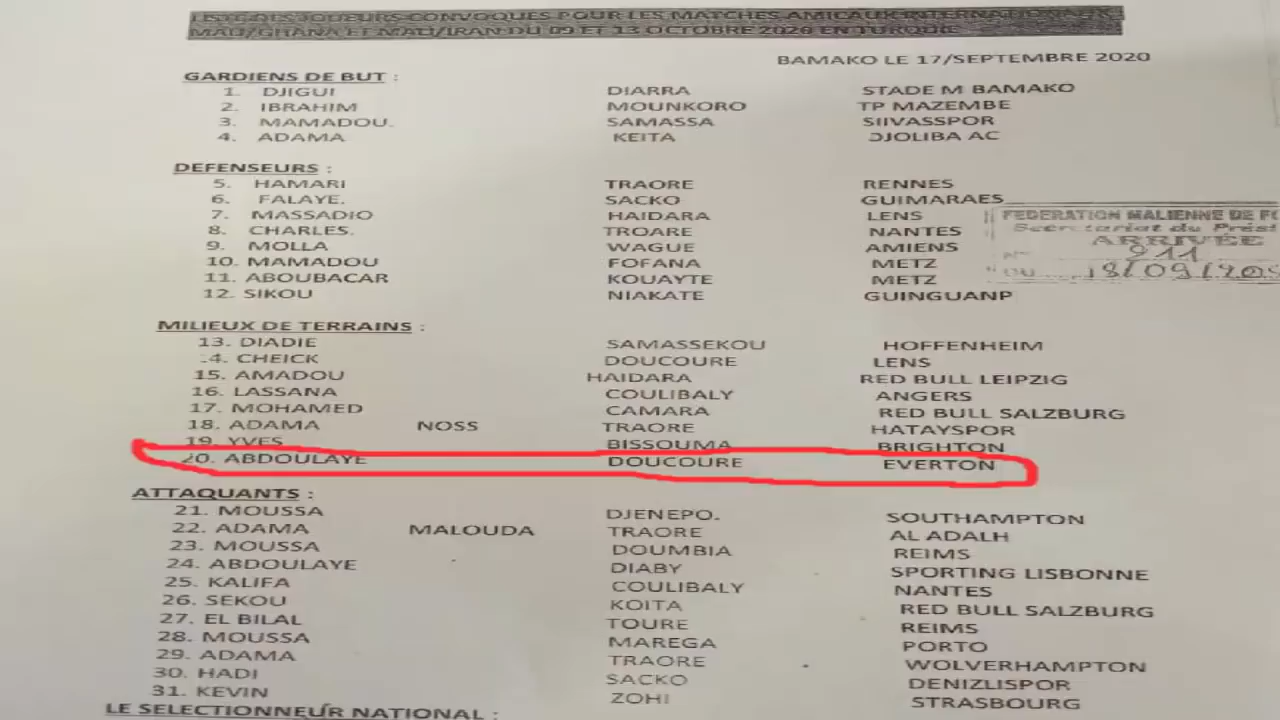 LISTE DES JOUEURS CONVOQUES POUR LES MATCHES AMICAUX
MALI/GHANA ET MALI/IRAN DU 09 ET 13 OCTOBRE 2020 EN TURQUIE
BAMAKO LE 17/SEPTEMBRE 2020
GARDIENS DE BUT :
1. DJIGUI DIARRA STADE M BAMAKO
2. IBRAHIM MOUNKORO TP MAZEMBE
3. MAMADOU. SAMASSA SIIVASSPOR
4. ADAMA KEITA DJOLIBA AC
DEFENSEURS :
5. HAMARI TRAORE RENNES
6. FALAYE. SACKO GUIMARAES
7. MASSADIO HAIDARA LENS
8. CHARLES. TROARE NANTES
9. MOLLA WAGUE AMIENS
10. MAMADOU FOFANA METZ
11. ABOUBACAR KOUAYTE METZ
12. SIKOU NIAKATE GUINGUANP
FEDERATION MALIENNE DE FO
Secrétariat du Prési
ARRIVÉE
N° 911
DU 18/09/20
MILIEUX DE TERRAINS :
13. DIADIE SAMASSEKOU HOFFENHEIM
14. CHEICK DOUCOURE LENS
15. AMADOU HAIDARA RED BULL LEIPZIG
16. LASSANA COULIBALY ANGERS
17. MOHAMED CAMARA RED BULL SALZBURG
18. ADAMA NOSS TRAORE HATAYSPOR
19. YVES BISSOUMA BRIGHTON
20. ABDOULAYE DOUCOURE EVERTON
ATTAQUANTS :
21. MOUSSA DJENEPO. SOUTHAMPTON
22. ADAMA MALOUDA TRAORE AL ADALH
23. MOUSSA DOUMBIA REIMS
24. ABDOULAYE DIABY SPORTING LISBONNE
25. KALIFA COULIBALY NANTES
26. SEKOU KOITA RED BULL SALZBURG
27. EL BILAL TOURE REIMS
28. MOUSSA MAREGA PORTO
29. ADAMA TRAORE WOLVERHAMPTON
30. HADI SACKO DENIZLISPOR
31. KEVIN ZOHI STRASBOURG
LE SELECTIONNEUR NATIONAL :